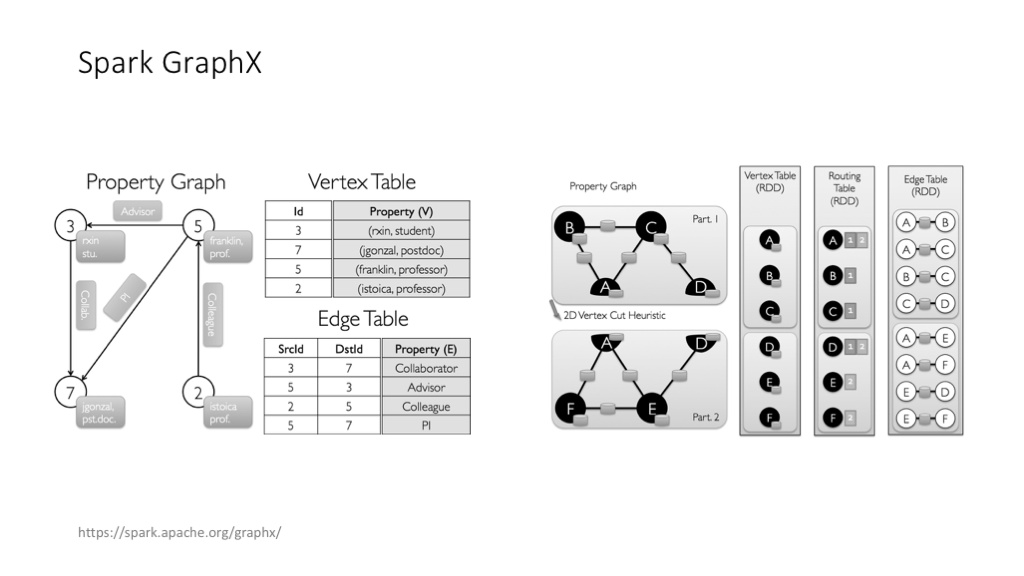 Spark GraphX
Property Graph
Advisor
3
5
rxin
stu.
franklin,
prof.
Collab.
PI
Colleague
7
2
jgonzal,
pst.doc.
istoica
prof.
Vertex Table
Id Property (V)
3 (rxin, student)
7 (jgonzal, postdoc)
5 (franklin, professor)
2 (istoica, professor)
Edge Table
SrcId DstId Property (E)
3 7 Collaborator
5 3 Advisor
2 5 Colleague
5 7 PI
Property Graph
Part. 1
B C
A D
2D Vertex Cut Heuristic
A D
F E
Part. 2
Vertex Table
(RDD)
A
B
C
D
E
F
Routing
Table
(RDD)
A 1 2
B 1
C 1
D 1 2
E 2
F 2
Edge Table
(RDD)
A B
A C
B C
C D
A E
A F
E D
E F
https://spark.apache.org/graphx/